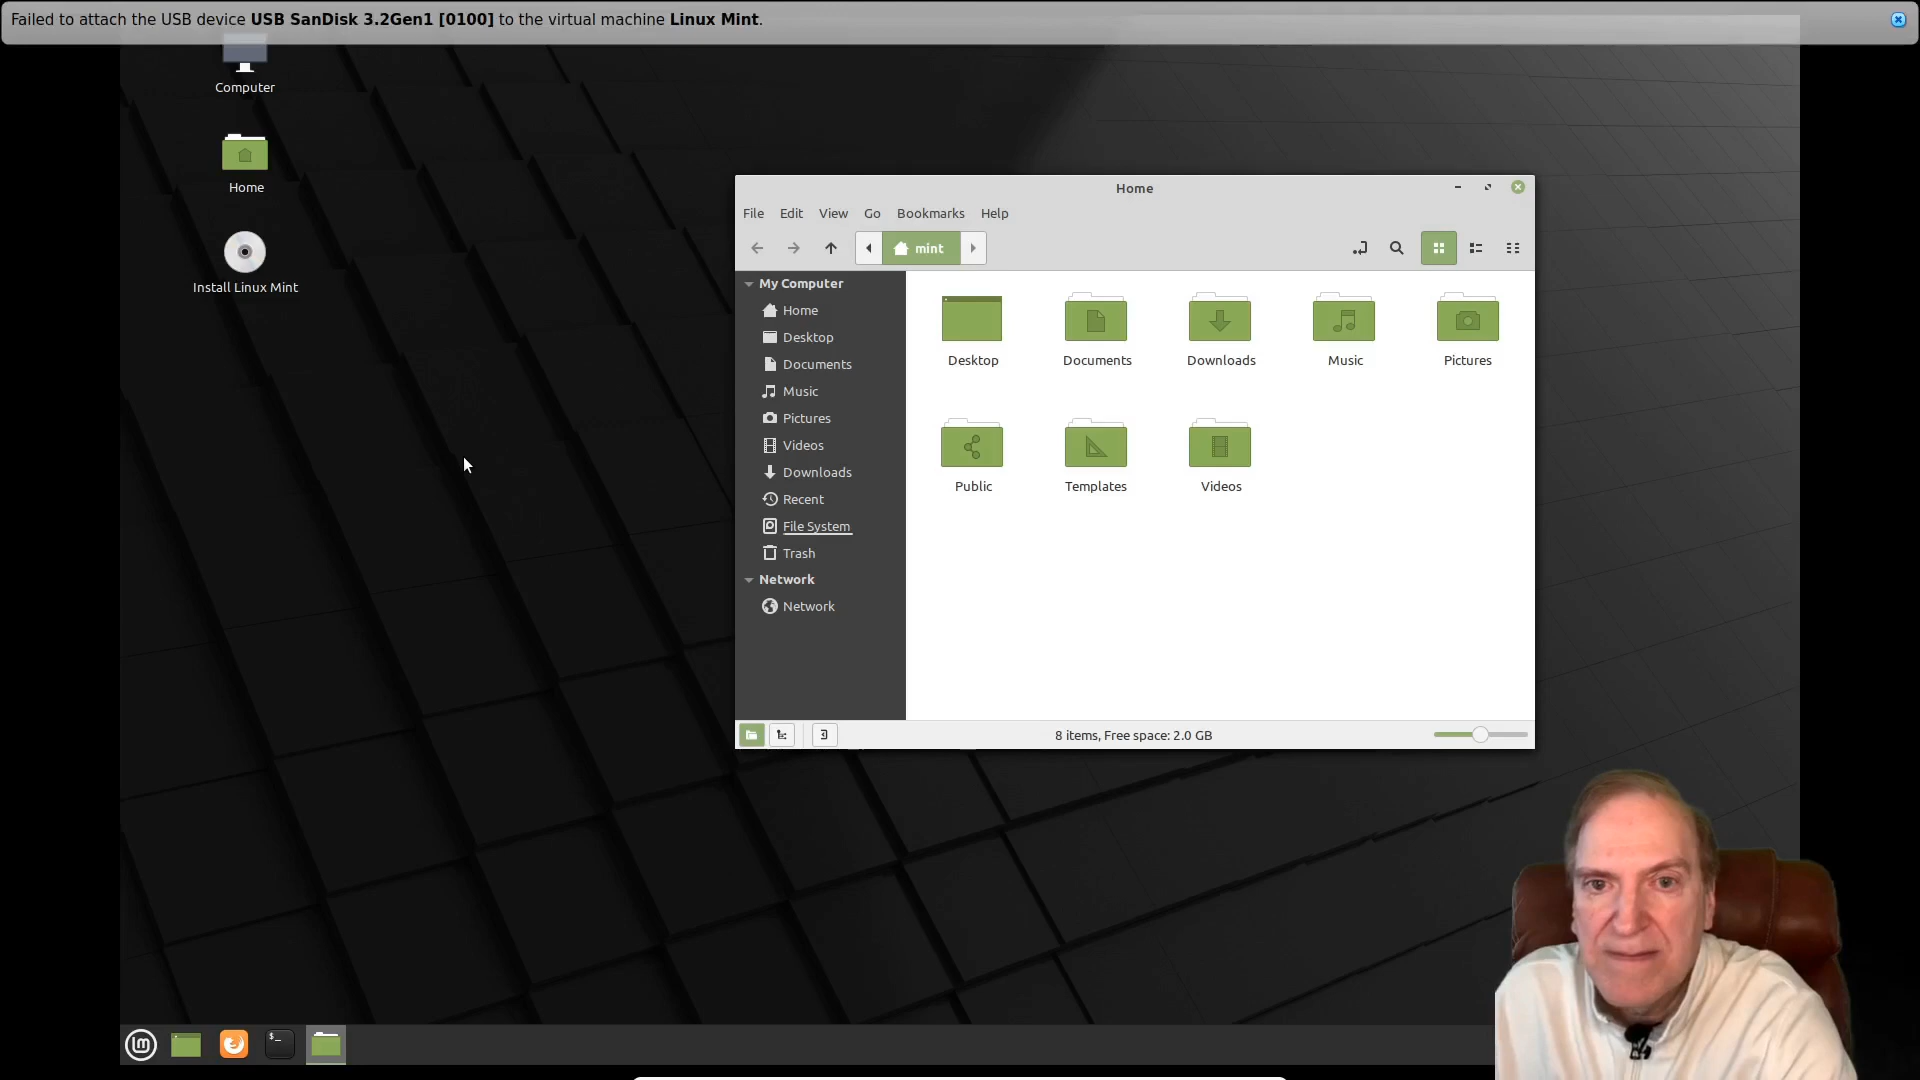 Failed to attach the USB device USB SanDisk 3.2Gen1 [0100] to the virtual machine Linux Mint.
Computer
Home
Install Linux Mint
Home
File Edit View Go Bookmarks Help
mint
My Computer
Home
Desktop
Documents
Music
Pictures
Videos
Downloads
Recent
File System
Trash
Network
Network
Desktop Documents Downloads Music Pictures
Public Templates Videos
8 items, Free space: 2.0 GB
lm
$_